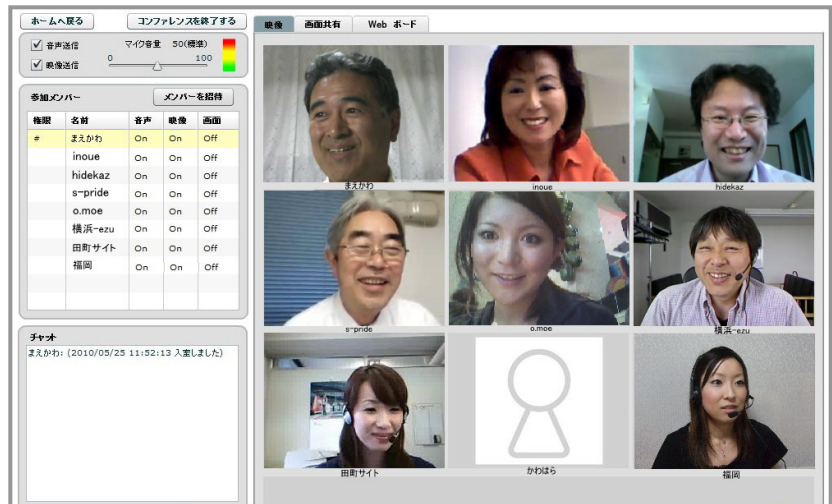 ホームへ戻る
コンファレンスを終了する
音声送信
マイク音量 50(標準)
映像送信
0 100
参加メンバー
メンバーを招待
権限 名前 音声 映像 画面
# まえかわ On On Off
inoue On On Off
hidekaz On On Off
s-pride On On Off
o.moe On On Off
横浜-ezu On On Off
田町サイト On On Off
福岡 On On Off
チャット
まえかわ: (2010/05/25 11:52:13 入室しました)
映像 画面共有 Web ボード
まえかわ inoue hidekaz
s-pride o.moe 横浜-ezu
田町サイト かわはら 福岡